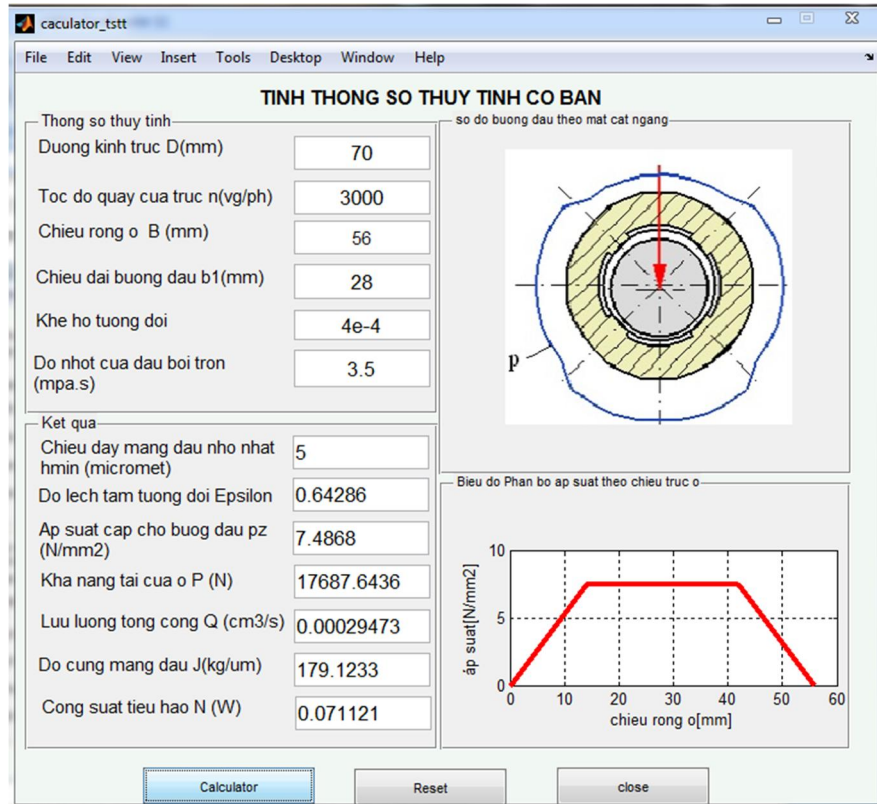 caculator_tstt
File Edit View Insert Tools Desktop Window Help
TINH THONG SO THUY TINH CO BAN
Thong so thuy tinh
Duong kinh truc D(mm) 70
Toc do quay cua truc n(vg/ph) 3000
Chieu rong o B (mm) 56
Chieu dai buong dau b1(mm) 28
Khe ho tuong doi 4e-4
Do nhot cua dau boi tron
(mpa.s) 3.5
Ket qua
Chieu day mang dau nho nhat
hmin (micromet) 5
Do lech tam tuong doi Epsilon 0.64286
Ap suat cap cho buog dau pz
(N/mm2) 7.4868
Kha nang tai cua o P (N) 17687.6436
Luu luong tong cong Q (cm3/s) 0.00029473
Do cung mang dau J(kg/um) 179.1233
Cong suat tieu hao N (W) 0.071121
so do buong dau theo mat cat ngang
p
Bieu do Phan bo ap suat theo chieu truc o
áp suat[N/mm2]
10
5
0
0 10 20 30 40 50 60
chieu rong o[mm]
Calculator Reset close